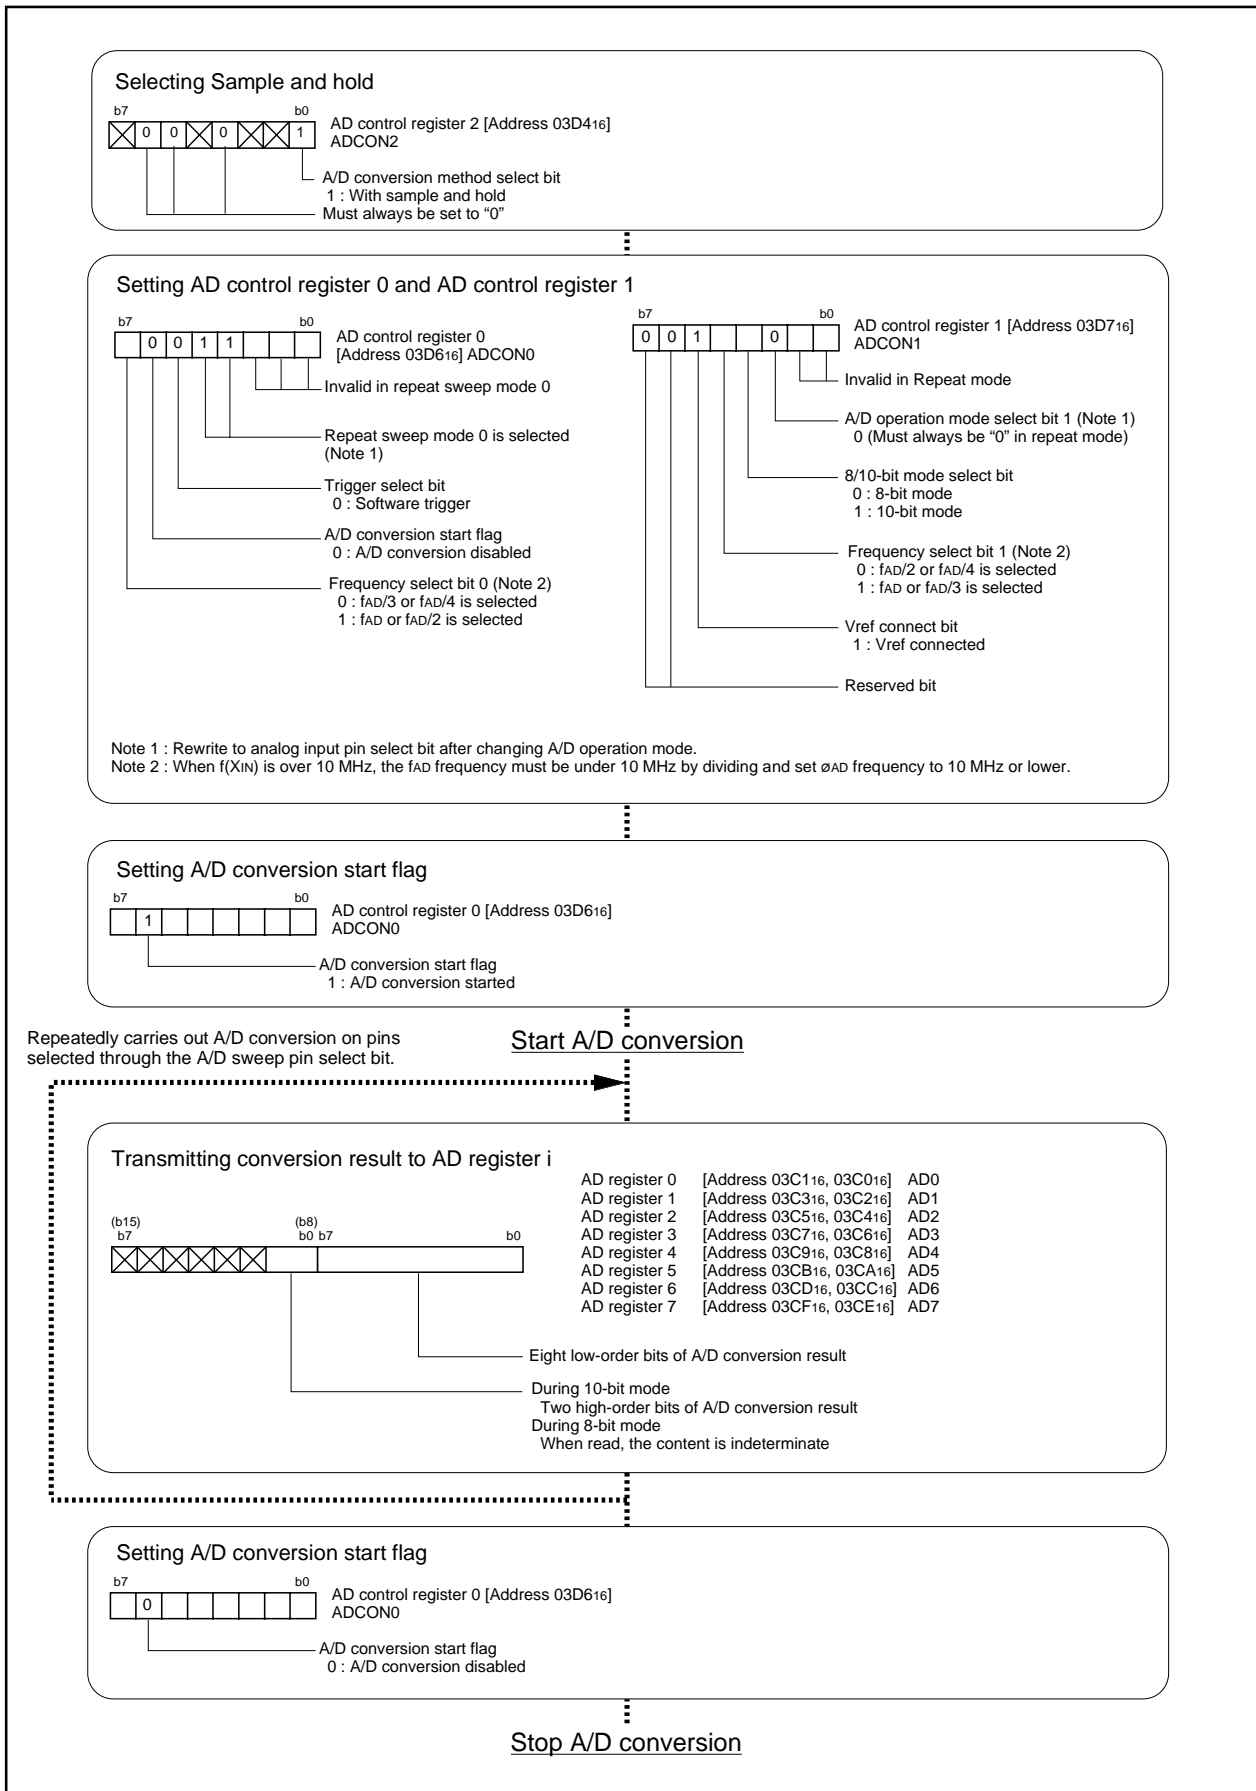 Selecting Sample and hold
b7 b0
0 0 0 1
AD control register 2 [Address 03D416]
ADCON2
A/D conversion method select bit
1 : With sample and hold
Must always be set to “0”
Setting AD control register 0 and AD control register 1
b7 b0
0 0 1 1
AD control register 0
[Address 03D616] ADCON0
Invalid in repeat sweep mode 0
Repeat sweep mode 0 is selected
(Note 1)
Trigger select bit
0 : Software trigger
A/D conversion start flag
0 : A/D conversion disabled
Frequency select bit 0 (Note 2)
0 : fAD/3 or fAD/4 is selected
1 : fAD or fAD/2 is selected
b7 b0
0 0 1 0
AD control register 1 [Address 03D716]
ADCON1
Invalid in Repeat mode
A/D operation mode select bit 1 (Note 1)
0 (Must always be “0” in repeat mode)
8/10-bit mode select bit
0 : 8-bit mode
1 : 10-bit mode
Frequency select bit 1 (Note 2)
0 : fAD/2 or fAD/4 is selected
1 : fAD or fAD/3 is selected
Vref connect bit
1 : Vref connected
Reserved bit
Note 1 : Rewrite to analog input pin select bit after changing A/D operation mode.
Note 2 : When f(XIN) is over 10 MHz, the fAD frequency must be under 10 MHz by dividing and set øAD frequency to 10 MHz or lower.
Setting A/D conversion start flag
b7 b0
1
AD control register 0 [Address 03D616]
ADCON0
A/D conversion start flag
1 : A/D conversion started
Repeatedly carries out A/D conversion on pins
selected through the A/D sweep pin select bit.
Start A/D conversion
Transmitting conversion result to AD register i
AD register 0 [Address 03C116, 03C016] AD0
AD register 1 [Address 03C316, 03C216] AD1
AD register 2 [Address 03C516, 03C416] AD2
AD register 3 [Address 03C716, 03C616] AD3
AD register 4 [Address 03C916, 03C816] AD4
AD register 5 [Address 03CB16, 03CA16] AD5
AD register 6 [Address 03CD16, 03CC16] AD6
AD register 7 [Address 03CF16, 03CE16] AD7
(b15) (b8)
b7 b0 b7 b0
Eight low-order bits of A/D conversion result
During 10-bit mode
Two high-order bits of A/D conversion result
During 8-bit mode
When read, the content is indeterminate
Setting A/D conversion start flag
b7 b0
0
AD control register 0 [Address 03D616]
ADCON0
A/D conversion start flag
0 : A/D conversion disabled
Stop A/D conversion